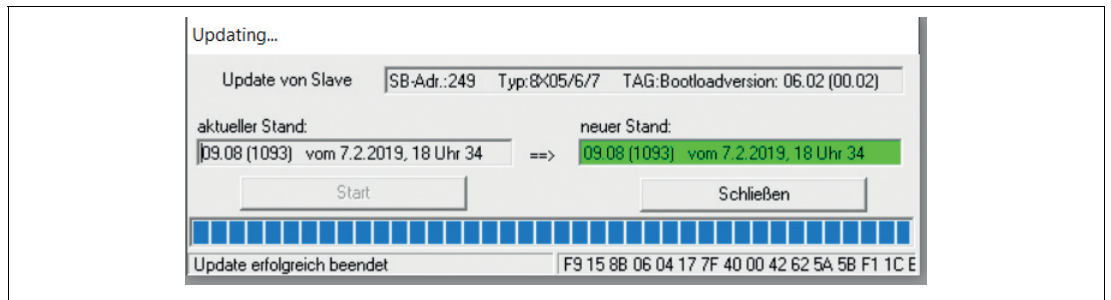 Updating...
Update von Slave SB-Adr.:249 Typ:8X05/6/7 TAG:Bootloadversion: 06.02 (00.02)
aktueller Stand: neuer Stand:
09.08 (1093) vom 7.2.2019, 18 Uhr 34 ==> 09.08 (1093) vom 7.2.2019, 18 Uhr 34
Start Schließen
Update erfolgreich beendet F9 15 8B 06 04 17 7F 40 00 42 62 5A 5B F1 1C